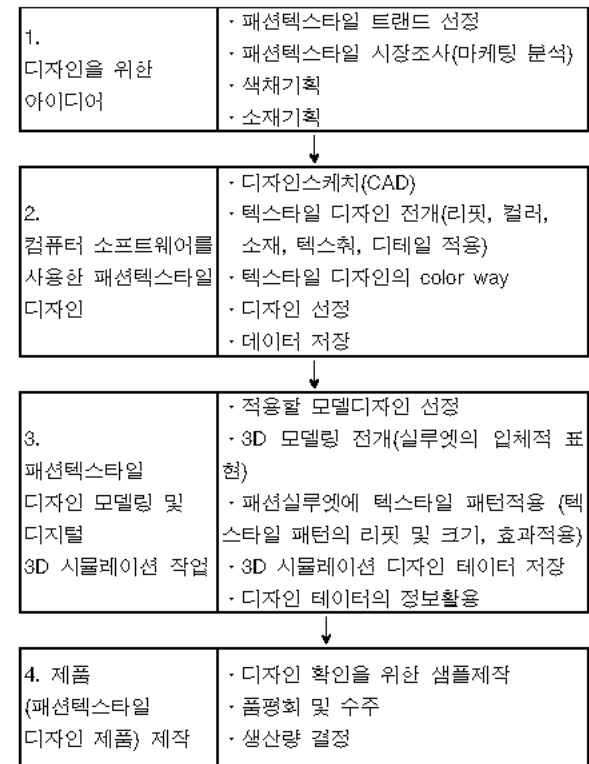 1.
디자인을 위한
아이디어
· 패션텍스타일 트랜드 선정
· 패션텍스타일 시장조사(마케팅 분석)
· 색채기획
· 소재기획
2.
컴퓨터 소프트웨어를
사용한 패션텍스타일
디자인
· 디자인스케치(CAD)
· 텍스타일 디자인 전개(리핏, 컬러,
소재, 텍스춰, 디테일 적용)
· 텍스타일 디자인의 color way
· 디자인 선정
· 데이터 저장
3.
패션텍스타일
디자인 모델링 및
디지털
3D 시뮬레이션 작업
· 적용할 모델디자인 선정
· 3D 모델링 전개(실루엣의 입체적 표
현)
· 패션실루엣에 텍스타일 패턴적용 (텍
스타일 패턴의 리핏 및 크기, 효과적용)
· 3D 시뮬레이션 디자인 테이터 저장
· 디자인 테이터의 정보활용
4. 제품
(패션텍스타일
디자인 제품) 제작
· 디자인 확인을 위한 샘플제작
· 품평회 및 수주
· 생산량 결정